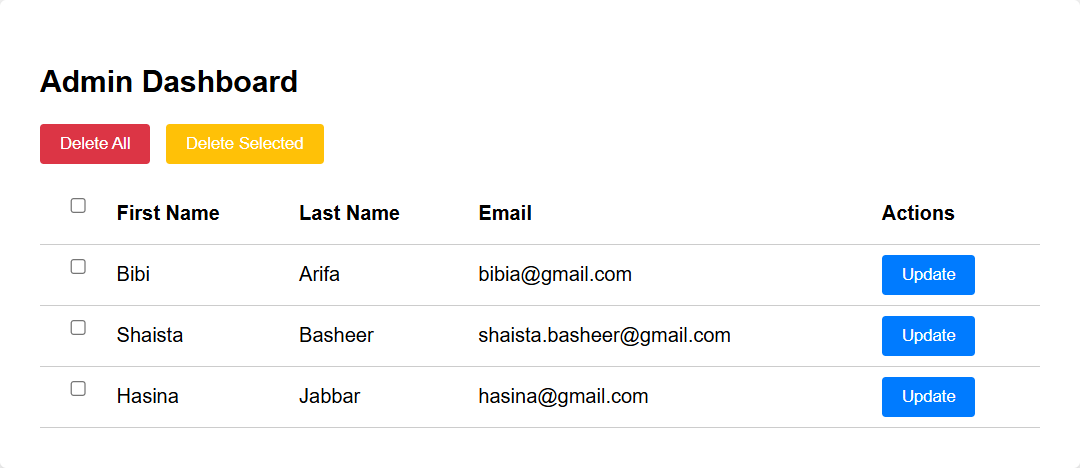 Admin Dashboard
Delete All Delete Selected
First Name Last Name Email Actions
Bibi Arifa bibia@gmail.com Update
Shaista Basheer shaista.basheer@gmail.com Update
Hasina Jabbar hasina@gmail.com Update